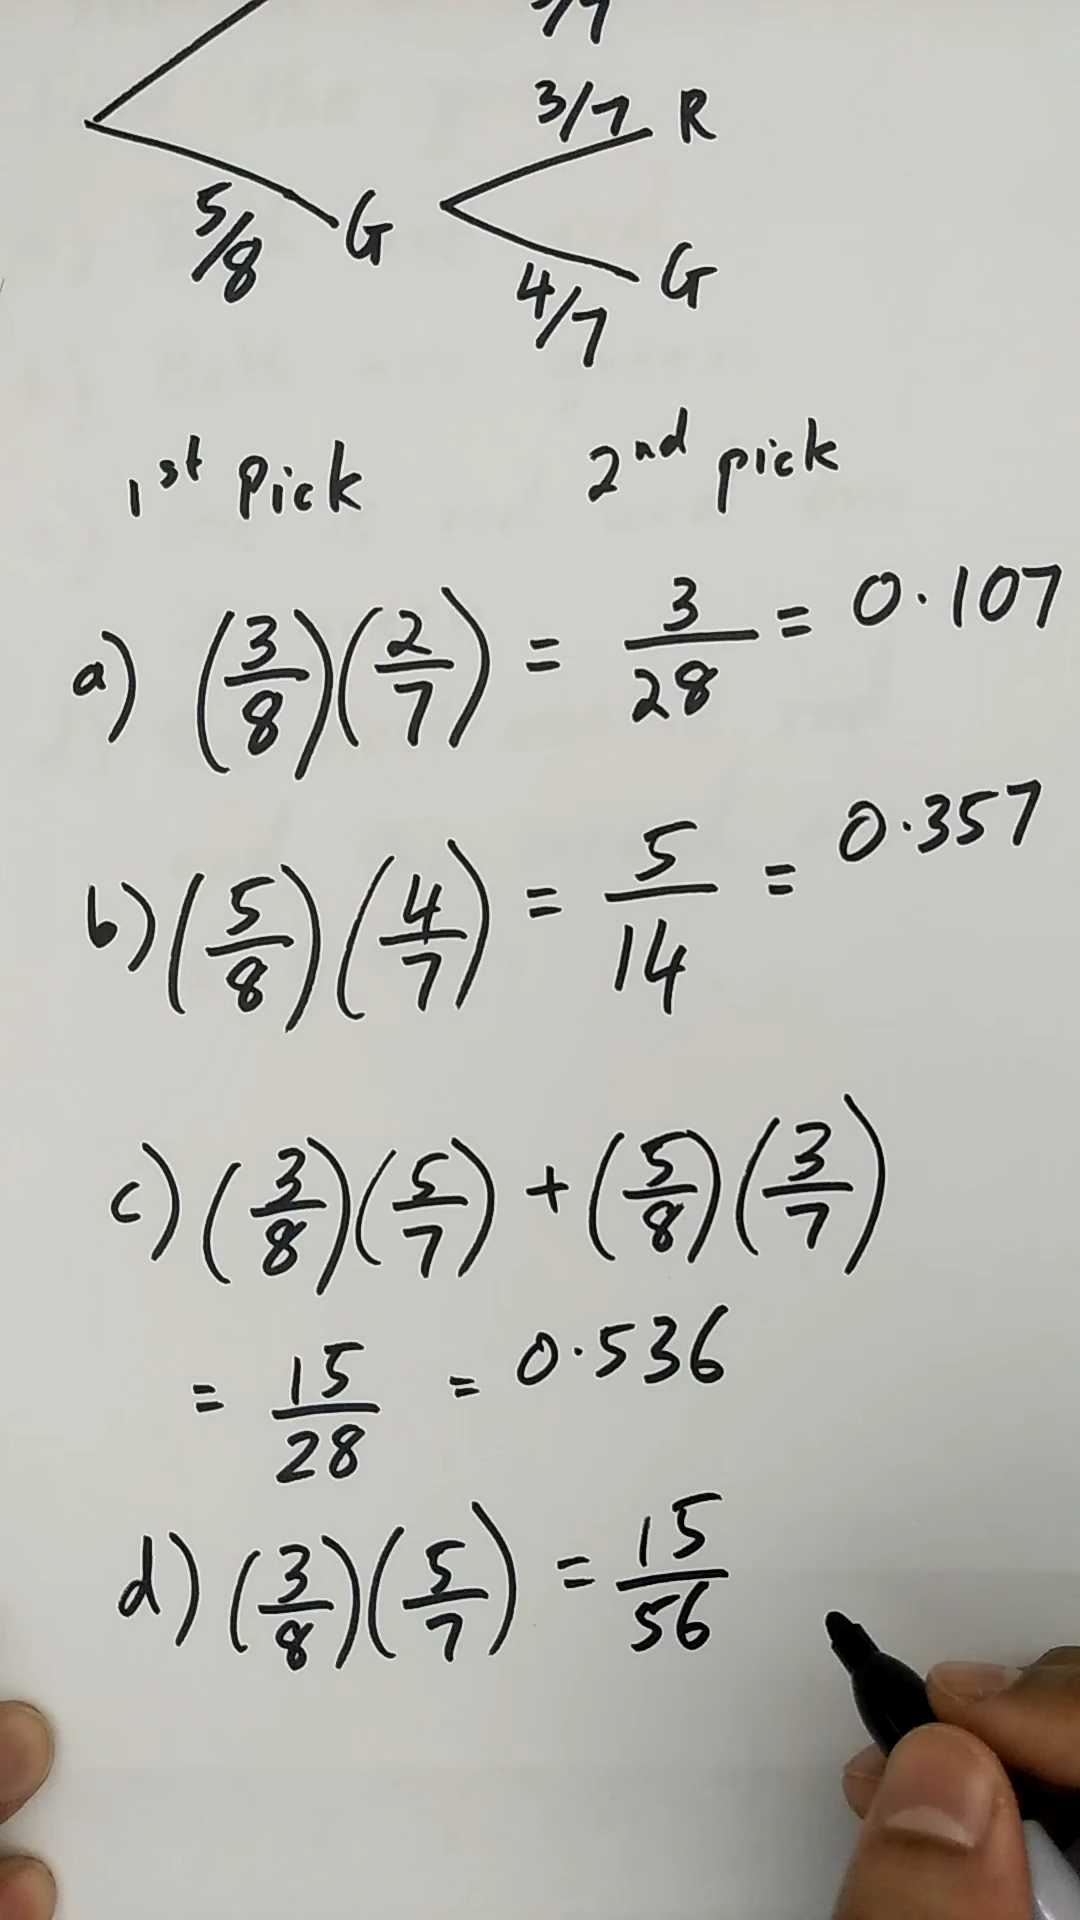 /7
3/7 R
5/8 G
4/7 G
1st Pick 2nd pick
a) (3/8)(2/7) = 3/28 = 0.107
b) (5/8)(4/7) = 5/14 = 0.357
c) (3/8)(5/7) + (5/8)(3/7)
= 15/28 = 0.536
d) (3/8)(5/7) = 15/56